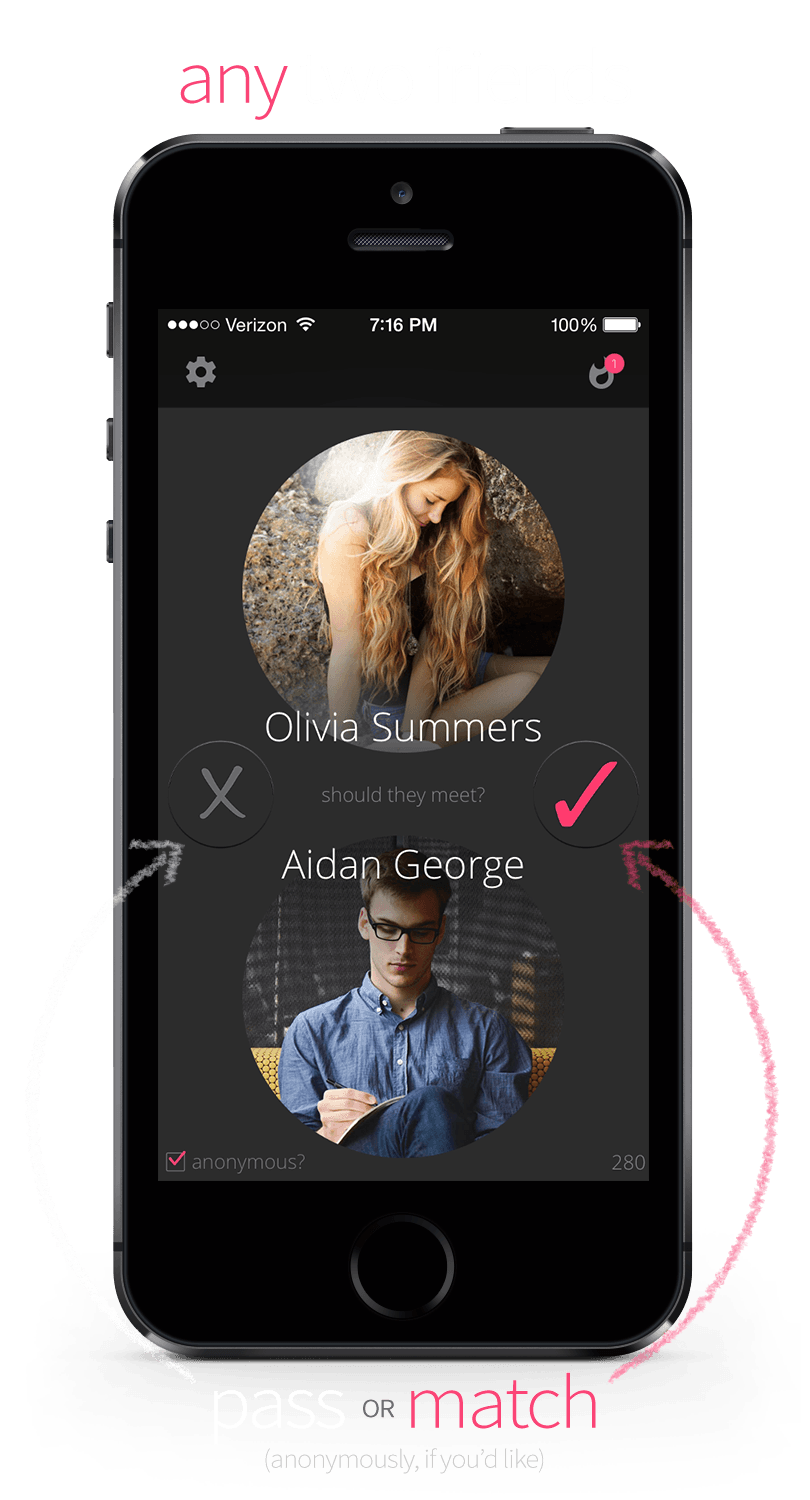 any
Verizon 7:16 PM 100%
1
Olivia Summers
X should they meet?
Aidan George
anonymous? 280
pass OR match
(anonymously, if you'd like)